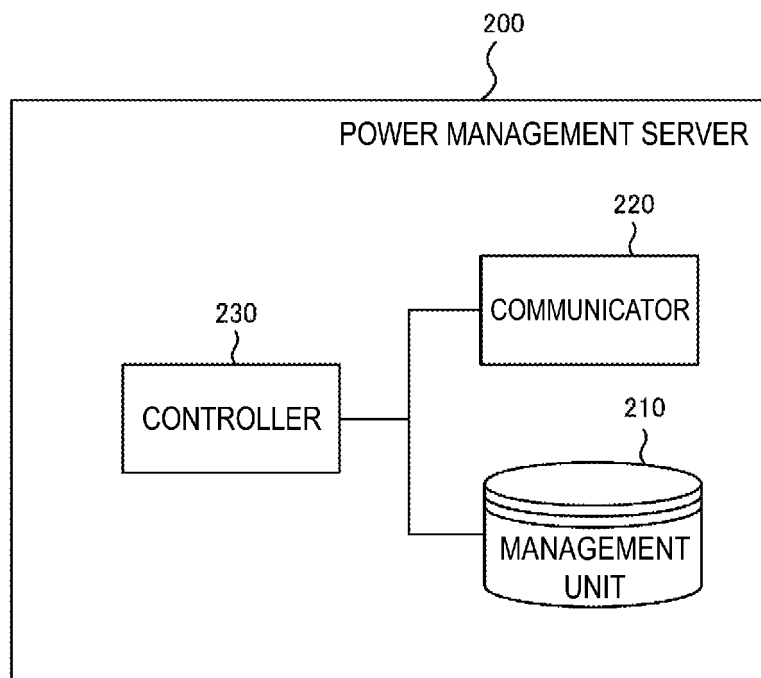 200
POWER MANAGEMENT SERVER
220
COMMUNICATOR
230
CONTROLLER
210
MANAGEMENT
UNIT